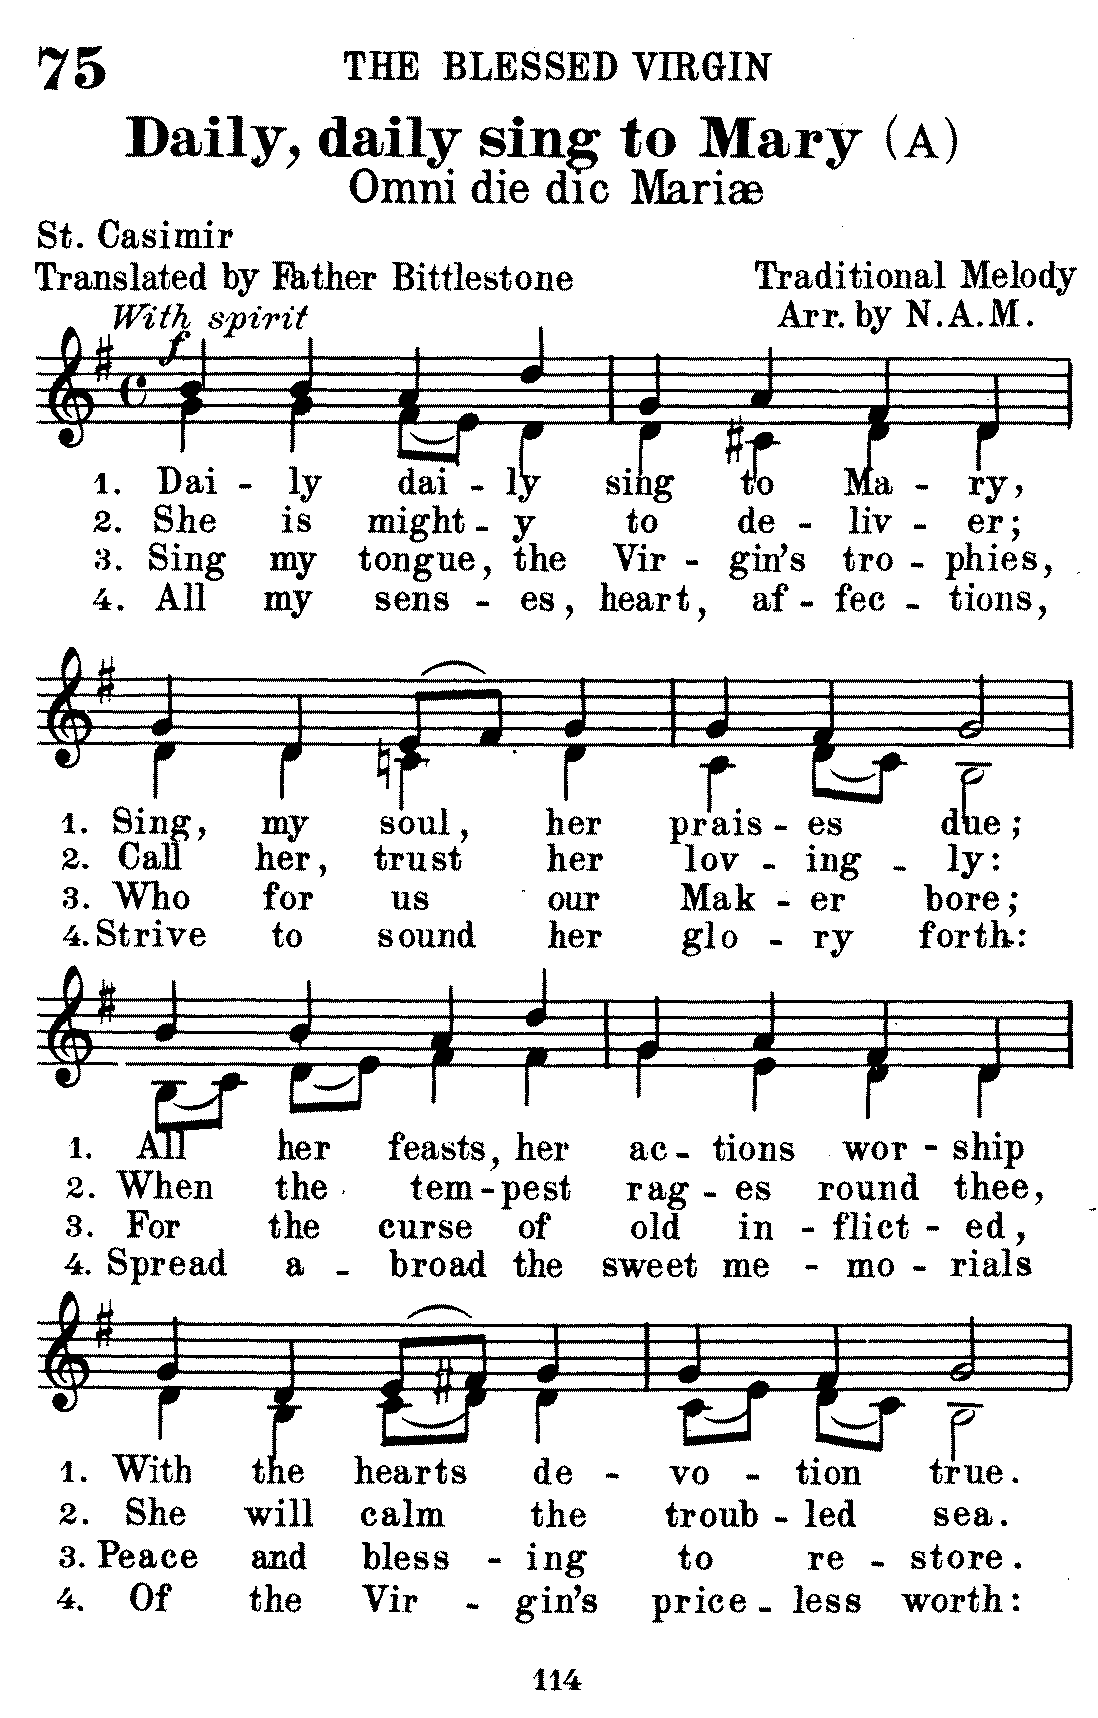 75
THE BLESSED VIRGIN
Daily, daily sing to Mary (A)
Omni die dic Mariæ
St. Casimir
Translated by Father Bittlestone
Traditional Melody
With spirit
Arr. by N.A.M.
f
1. Dai - ly dai - ly sing to Ma - ry,
2. She is might - y to de - liv - er;
3. Sing my tongue, the Vir - gin's tro - phies,
4. All my sens - es, heart, af - fec - tions,
1. Sing, my soul, her prais - es due;
2. Call her, trust her lov - ing - ly:
3. Who for us our Mak - er bore;
4. Strive to sound her glo - ry forth:
1. All her feasts, her ac - tions wor - ship
2. When the tem - pest rag - es round thee,
3. For the curse of old in - flict - ed,
4. Spread a - broad the sweet me - mo - rials
1. With the hearts de - vo - tion true.
2. She will calm the troub - led sea.
3. Peace and bless - ing to re - store.
4. Of the Vir - gin's price - less worth:
114